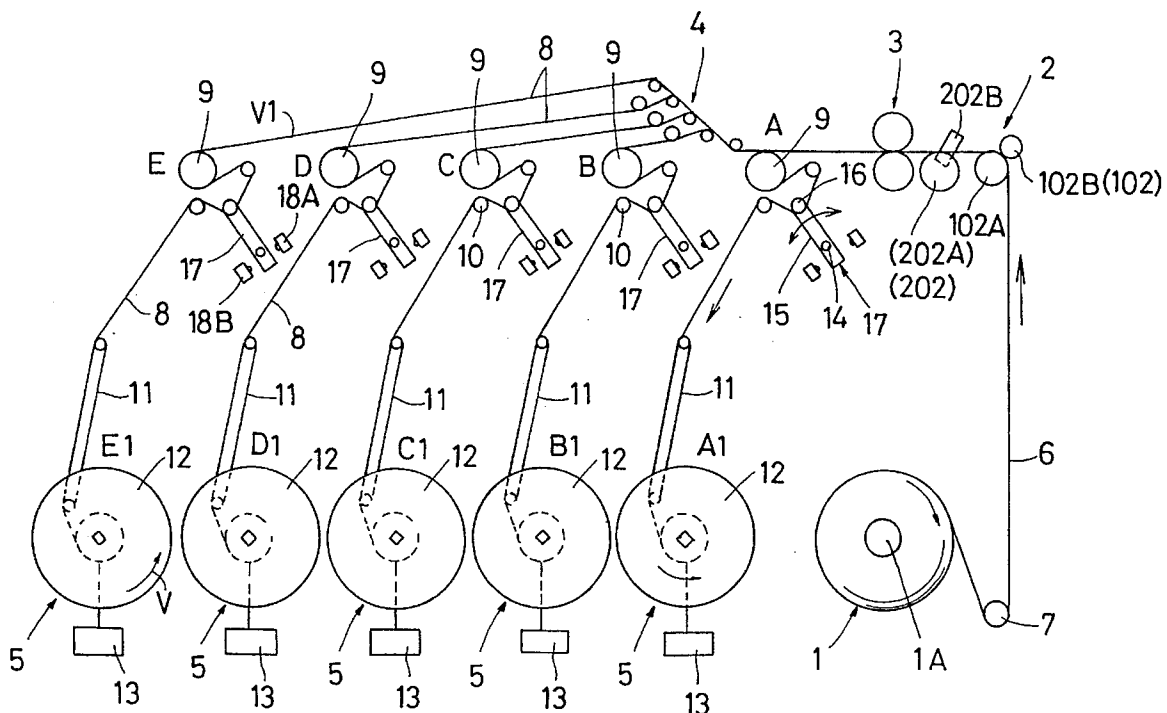 9 9 8 9 9 4 A 9 3 202B 2
V1
E D C B
102B(102)
18A 16 102A
17 17 10 17 10 17 (202A)
(202)
18B 15 14 17
8 8
11 11 11 11 11
E1 D1 C1 B1 A1
12 12 12 12 12
6
V
5 5 5 5 5 1 1A 7
13 13 13 13 13